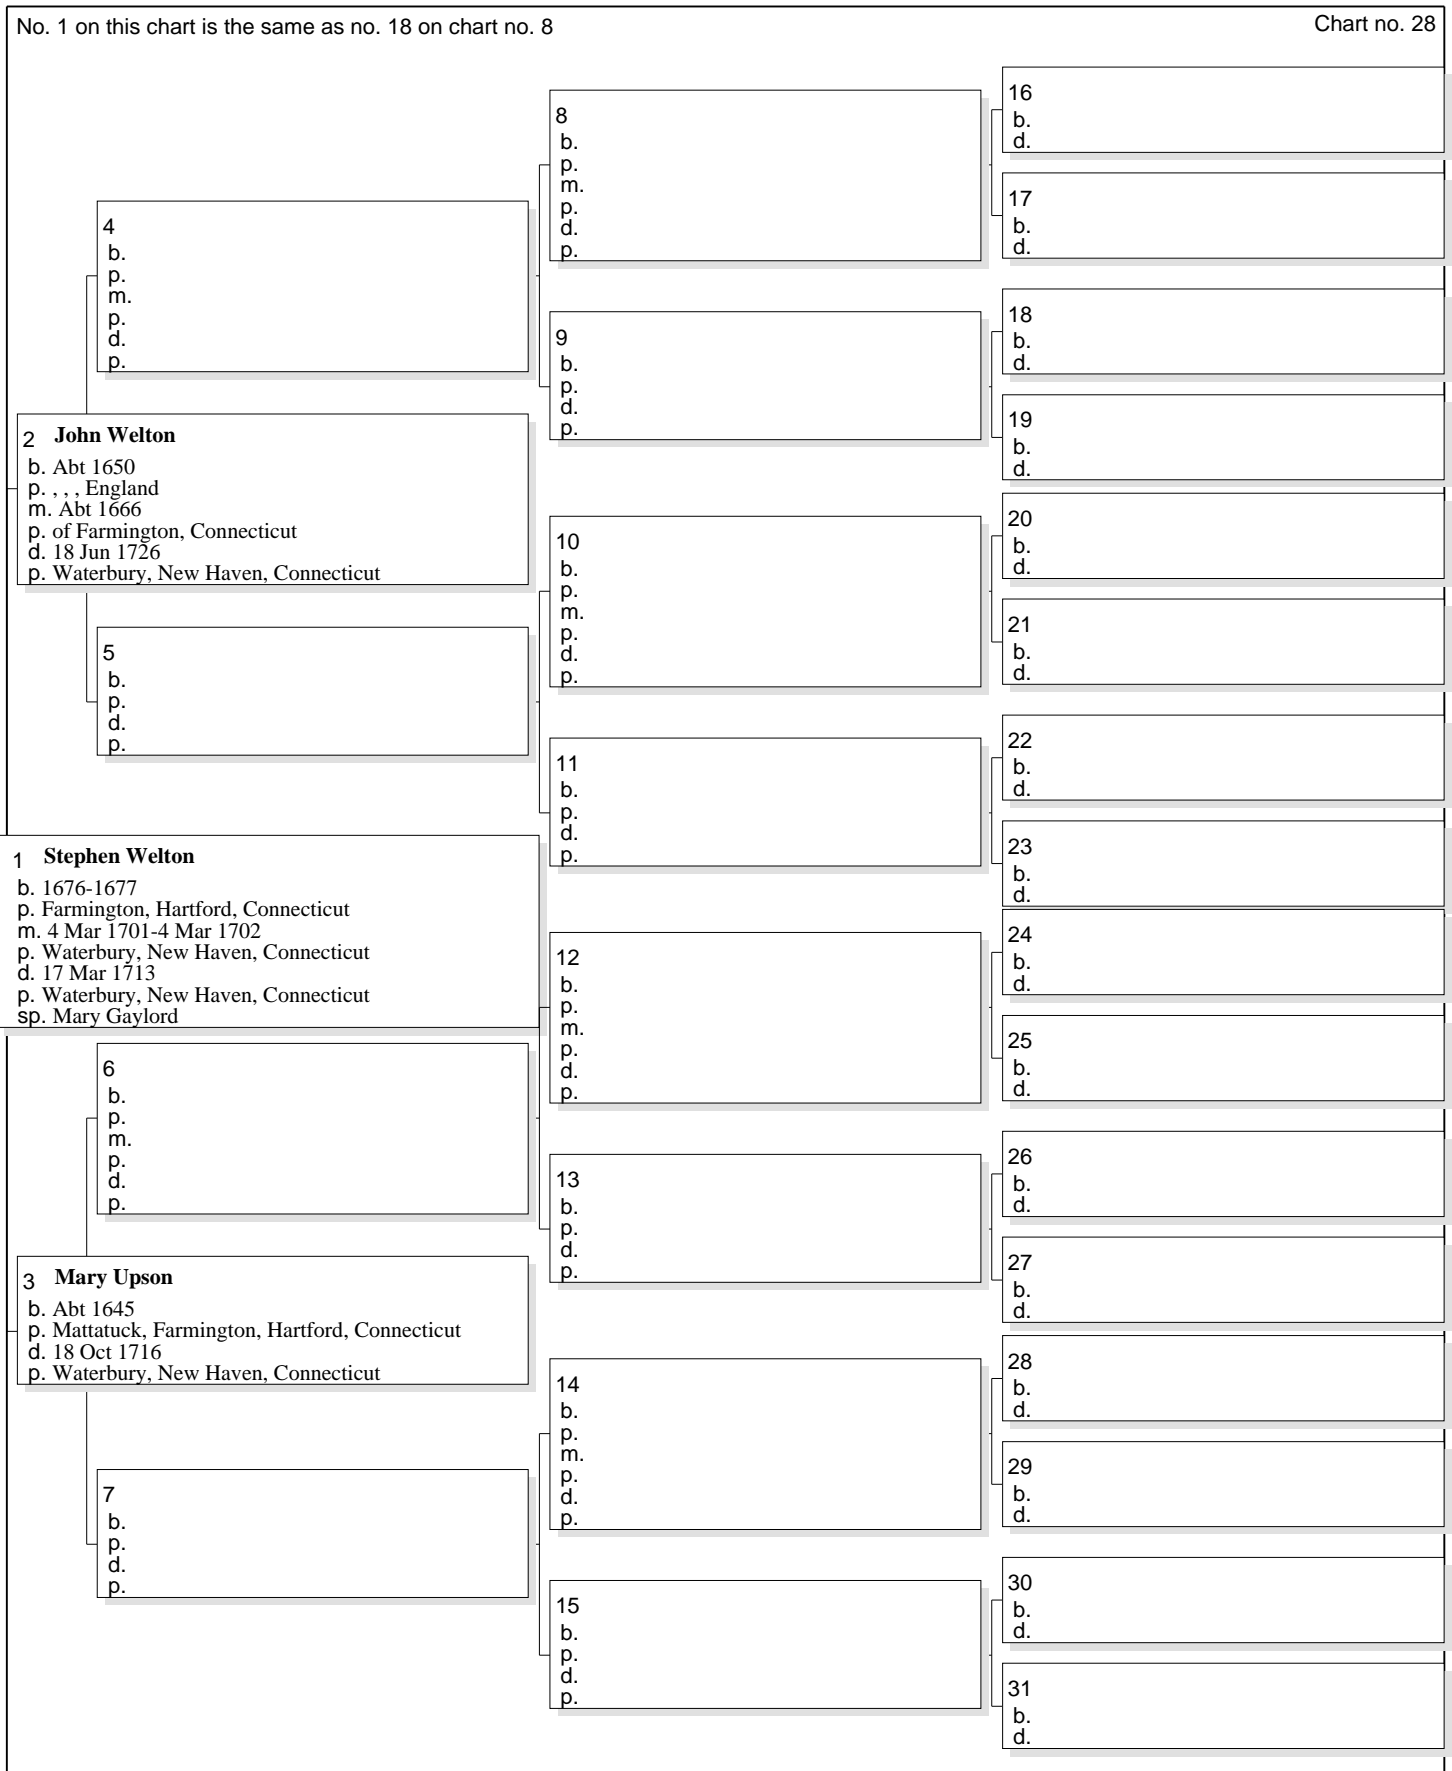 No. 1 on this chart is the same as no. 18 on chart no. 8
Chart no. 28
1 Stephen Welton
b. 1676-1677
p. Farmington, Hartford, Connecticut
m. 4 Mar 1701-4 Mar 1702
p. Waterbury, New Haven, Connecticut
d. 17 Mar 1713
p. Waterbury, New Haven, Connecticut
sp. Mary Gaylord
2 John Welton
b. Abt 1650
p. , , , England
m. Abt 1666
p. of Farmington, Connecticut
d. 18 Jun 1726
p. Waterbury, New Haven, Connecticut
3 Mary Upson
b. Abt 1645
p. Mattatuck, Farmington, Hartford, Connecticut
d. 18 Oct 1716
p. Waterbury, New Haven, Connecticut
4
b.
p.
m.
p.
d.
p.
5
b.
p.
d.
p.
6
b.
p.
m.
p.
d.
p.
7
b.
p.
d.
p.
8
b.
p.
m.
p.
d.
p.
9
b.
p.
d.
p.
10
b.
p.
m.
p.
d.
p.
11
b.
p.
d.
p.
12
b.
p.
m.
p.
d.
p.
13
b.
p.
d.
p.
14
b.
p.
m.
p.
d.
p.
15
b.
p.
d.
p.
16
b.
d.
17
b.
d.
18
b.
d.
19
b.
d.
20
b.
d.
21
b.
d.
22
b.
d.
23
b.
d.
24
b.
d.
25
b.
d.
26
b.
d.
27
b.
d.
28
b.
d.
29
b.
d.
30
b.
d.
31
b.
d.